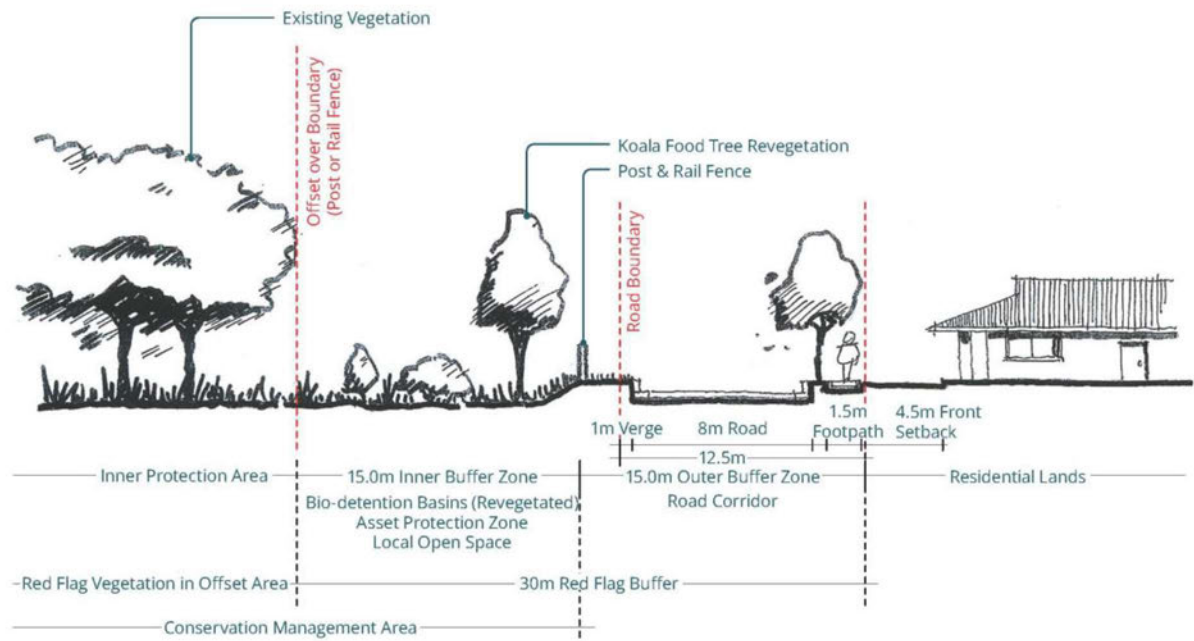 Existing Vegetation
Offset over Boundary
(Post or Rail Fence)
Koala Food Tree Revegetation
Post & Rail Fence
Road Boundary
1m Verge
8m Road
1.5m
Footpath
4.5m Front
Setback
12.5m
Inner Protection Area
15.0m Inner Buffer Zone
15.0m Outer Buffer Zone
Residential Lands
Bio-detention Basins (Revegetated)
Asset Protection Zone
Local Open Space
Road Corridor
Red Flag Vegetation in Offset Area
30m Red Flag Buffer
Conservation Management Area